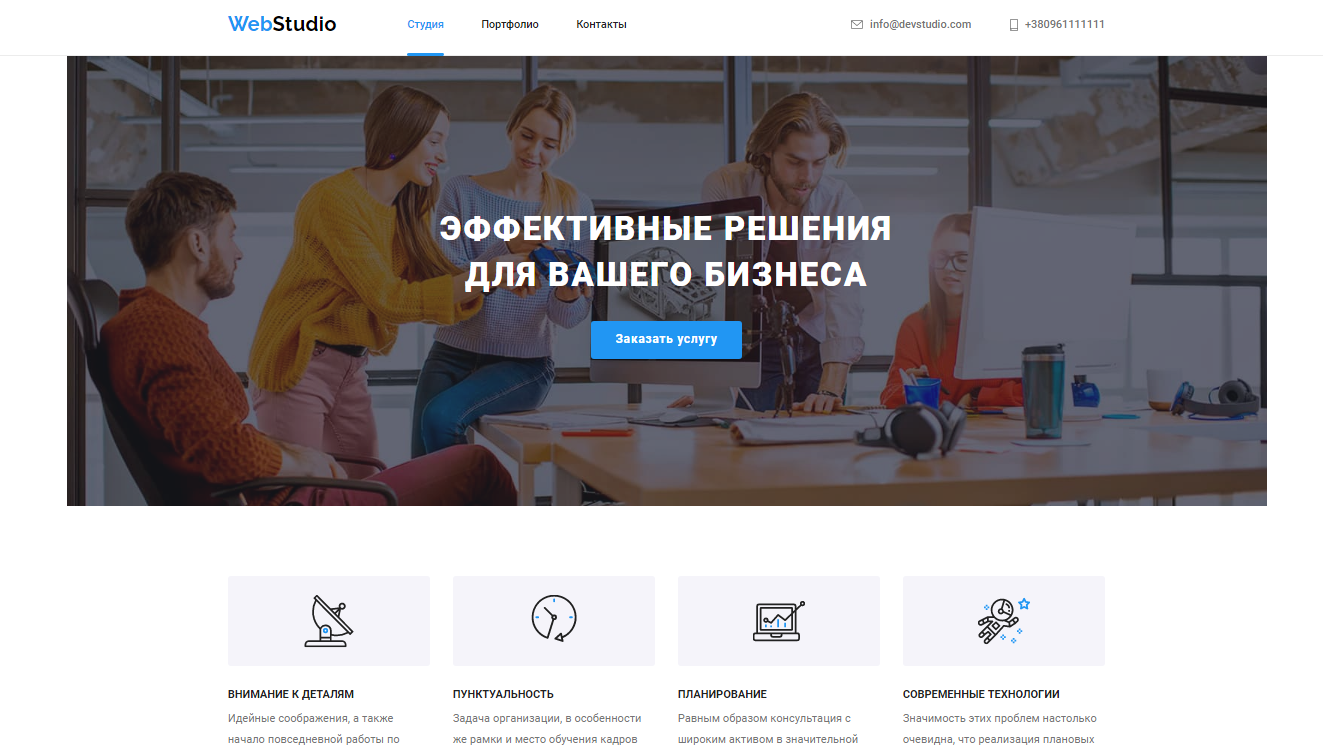 WebStudio
Студия
Портфолио
Контакты
info@devstudio.com
+380961111111
ЭФФЕКТИВНЫЕ РЕШЕНИЯ
ДЛЯ ВАШЕГО БИЗНЕСА
Заказать услугу
ВНИМАНИЕ К ДЕТАЛЯМ
Идейные соображения, а также
начало повседневной работы по
ПУНКТУАЛЬНОСТЬ
Задача организации, в особенности
же рамки и место обучения кадров
ПЛАНИРОВАНИЕ
Равным образом консультация с
широким активом в значительной
СОВРЕМЕННЫЕ ТЕХНОЛОГИИ
Значимость этих проблем настолько
очевидна, что реализация плановых